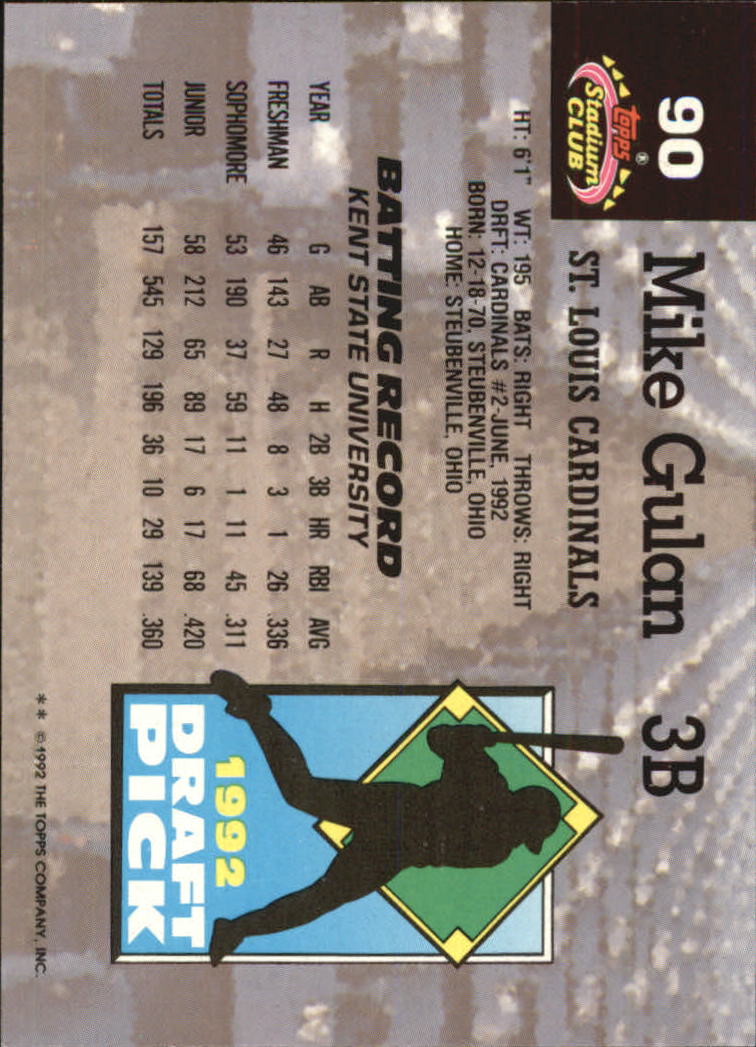 90
Topps®
Stadium
CLUB
Mike Gulan 3B
ST. LOUIS CARDINALS
HT: 6'1" WT: 195 BATS: RIGHT THROWS: RIGHT
DRFT: CARDINALS #2-JUNE, 1992
BORN: 12-18-70, STEUBENVILLE, OHIO
HOME: STEUBENVILLE, OHIO
BATTING RECORD
KENT STATE UNIVERSITY
YEAR G AB R H 2B 3B HR RBI AVG
FRESHMAN 46 143 27 48 8 3 1 26 .336
SOPHOMORE 53 190 37 59 11 1 11 45 .311
JUNIOR 58 212 65 89 17 6 17 68 .420
TOTALS 157 545 129 196 36 10 29 139 .360
1992
DRAFT
PICK
** ©1992 THE TOPPS COMPANY, INC.